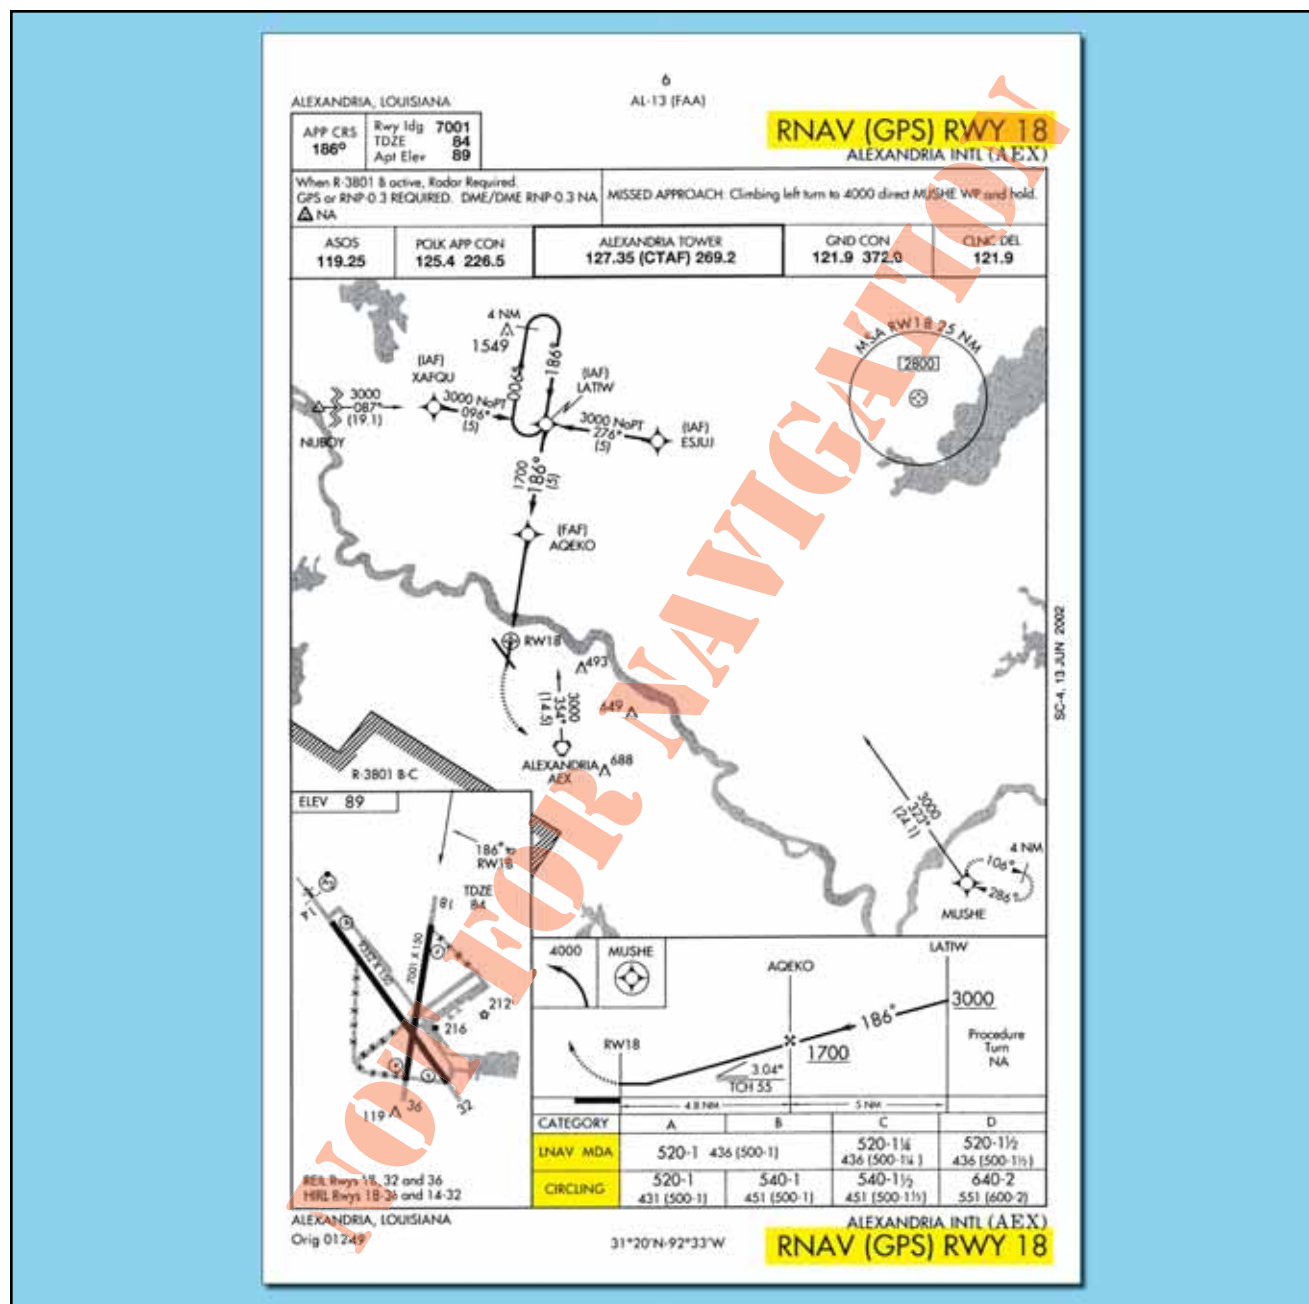 6
AL-13 (FAA)
ALEXANDRIA, LOUISIANA
RNAV (GPS) RWY 18
ALEXANDRIA INTL (AEX)
APP CRS
186°
Rwy ldg 7001
TDZE 84
Apt Elev 89
When R-3801 B active, Radar Required.
GPS or RNP-0.3 REQUIRED. DME/DME RNP-0.3 NA
A NA
MISSED APPROACH: Climbing left turn to 4000 direct MUSHE WP and hold.
ASOS
119.25
POLK APP CON
125.4 226.5
ALEXANDRIA TOWER
127.35 (CTAF) 269.2
GND CON
121.9 372.0
CLNC DEL
121.9
4 NM
1549
006°
186°
(IAF)
XAFQU
(IAF)
LATIW
3000
087°
(19.1)
NUBOY
3000 NoPT
096°
(5)
3000 NoPT
276°
(5)
(IAF)
ESJUJ
1700
186°
(5)
(FAF)
AQEKO
MSA RW18 25 NM
2800
RW18
493
649
688
3000
354°
(14.5)
ALEXANDRIA
AEX
R-3801 B-C
3000
323°
(24.1)
4 NM
106°
286°
MUSHE
ELEV 89
186° to
RW18
TDZE
84
18
14
7001 X 150
212
216
119
36
32
REIL Rwys 18, 32 and 36
HIRL Rwys 18-36 and 14-32
4000
MUSHE
AQEKO
LATIW
3000
186°
1700
RW18
3.04°
TCH 55
Procedure
Turn
NA
4.8 NM
5 NM
CATEGORY A B C D
LNAV MDA 520-1 436 (500-1) 520-1¼ 436 (500-1¼) 520-1½ 436 (500-1½)
CIRCLING 520-1 431 (500-1) 540-1 451 (500-1) 540-1½ 451 (500-1½) 640-2 551 (600-2)
ALEXANDRIA, LOUISIANA
Orig 01249
31°20'N-92°33'W
ALEXANDRIA INTL (AEX)
RNAV (GPS) RWY 18
SC-4, 13 JUN 2002
NOT FOR NAVIGATION